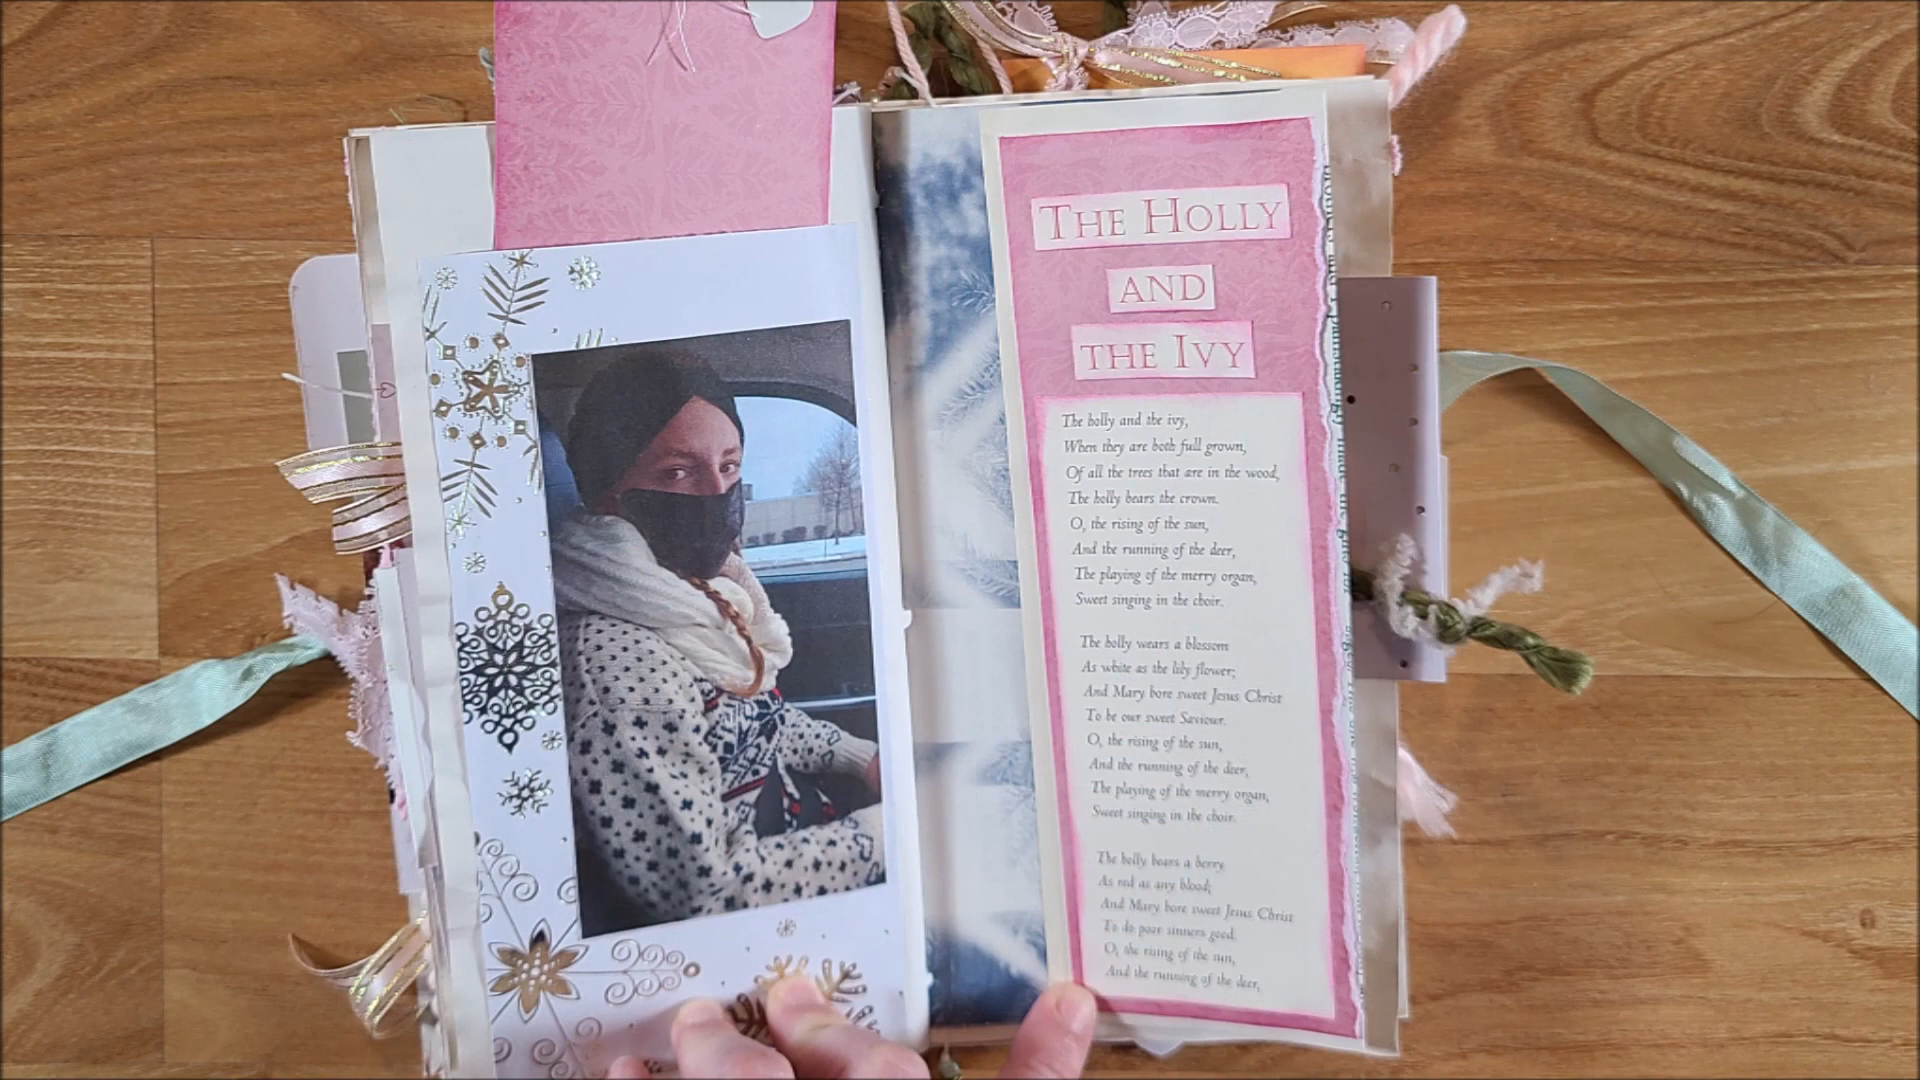 THE HOLLY
AND
THE IVY
The holly and the ivy,
When they are both full grown,
Of all the trees that are in the wood,
The holly bears the crown.
O, the rising of the sun,
And the running of the deer,
The playing of the merry organ,
Sweet singing in the choir.
The holly wears a blossom
As white as the lily flower;
And Mary bore sweet Jesus Christ
To be our sweet Saviour.
O, the rising of the sun,
And the running of the deer,
The playing of the merry organ,
Sweet singing in the choir.
The holly bears a berry
As red as any blood;
And Mary bore sweet Jesus Christ
To do poor sinners good.
O, the rising of the sun,
And the running of the deer,